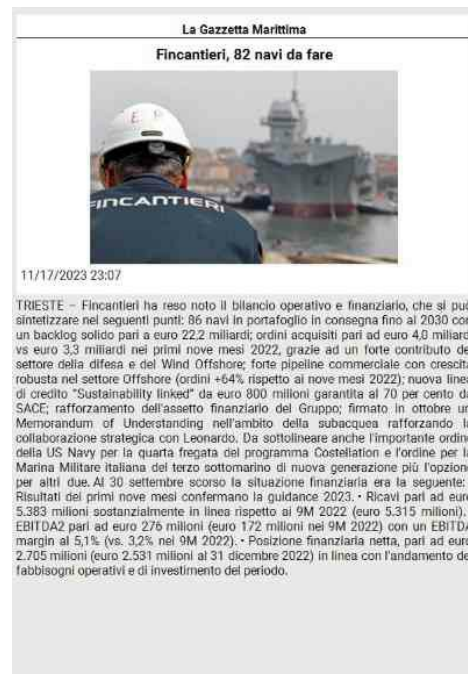 La Gazzetta Marittima
Fincantieri, 82 navi da fare
E P
FINCANTIERI
11/17/2023 23:07
TRIESTE – Fincantieri ha reso noto il bilancio operativo e finanziario, che si può
sintetizzare nei seguenti punti: 86 navi in portafoglio in consegna fino al 2030 con
un backlog solido pari a euro 22,2 miliardi; ordini acquisiti pari ad euro 4,0 miliardi
vs euro 3,3 miliardi nei primi nove mesi 2022, grazie ad un forte contributo del
settore della difesa e del Wind Offshore; forte pipeline commerciale con crescita
robusta nel settore Offshore (ordini +64% rispetto ai nove mesi 2022); nuova linea
di credito "Sustainability linked" da euro 800 milioni garantita al 70 per cento da
SACE; rafforzamento dell'assetto finanziario del Gruppo; firmato in ottobre un
Memorandum of Understanding nell'ambito della subacquea rafforzando la
collaborazione strategica con Leonardo. Da sottolineare anche l'importante ordine
della US Navy per la quarta fregata del programma Costellation e l'ordine per la
Marina Militare italiana del terzo sottomarino di nuova generazione più l'opzione
per altri due. Al 30 settembre scorso la situazione finanziaria era la seguente: •
Risultati dei primi nove mesi confermano la guidance 2023. • Ricavi pari ad euro
5.383 milioni sostanzialmente in linea rispetto ai 9M 2022 (euro 5.315 milioni). •
EBITDA2 pari ad euro 276 milioni (euro 172 milioni nei 9M 2022) con un EBITDA
margin al 5,1% (vs. 3,2% nei 9M 2022). • Posizione finanziaria netta, pari ad euro
2.705 milioni (euro 2.531 milioni al 31 dicembre 2022) in linea con l'andamento dei
fabbisogni operativi e di investimento del periodo.